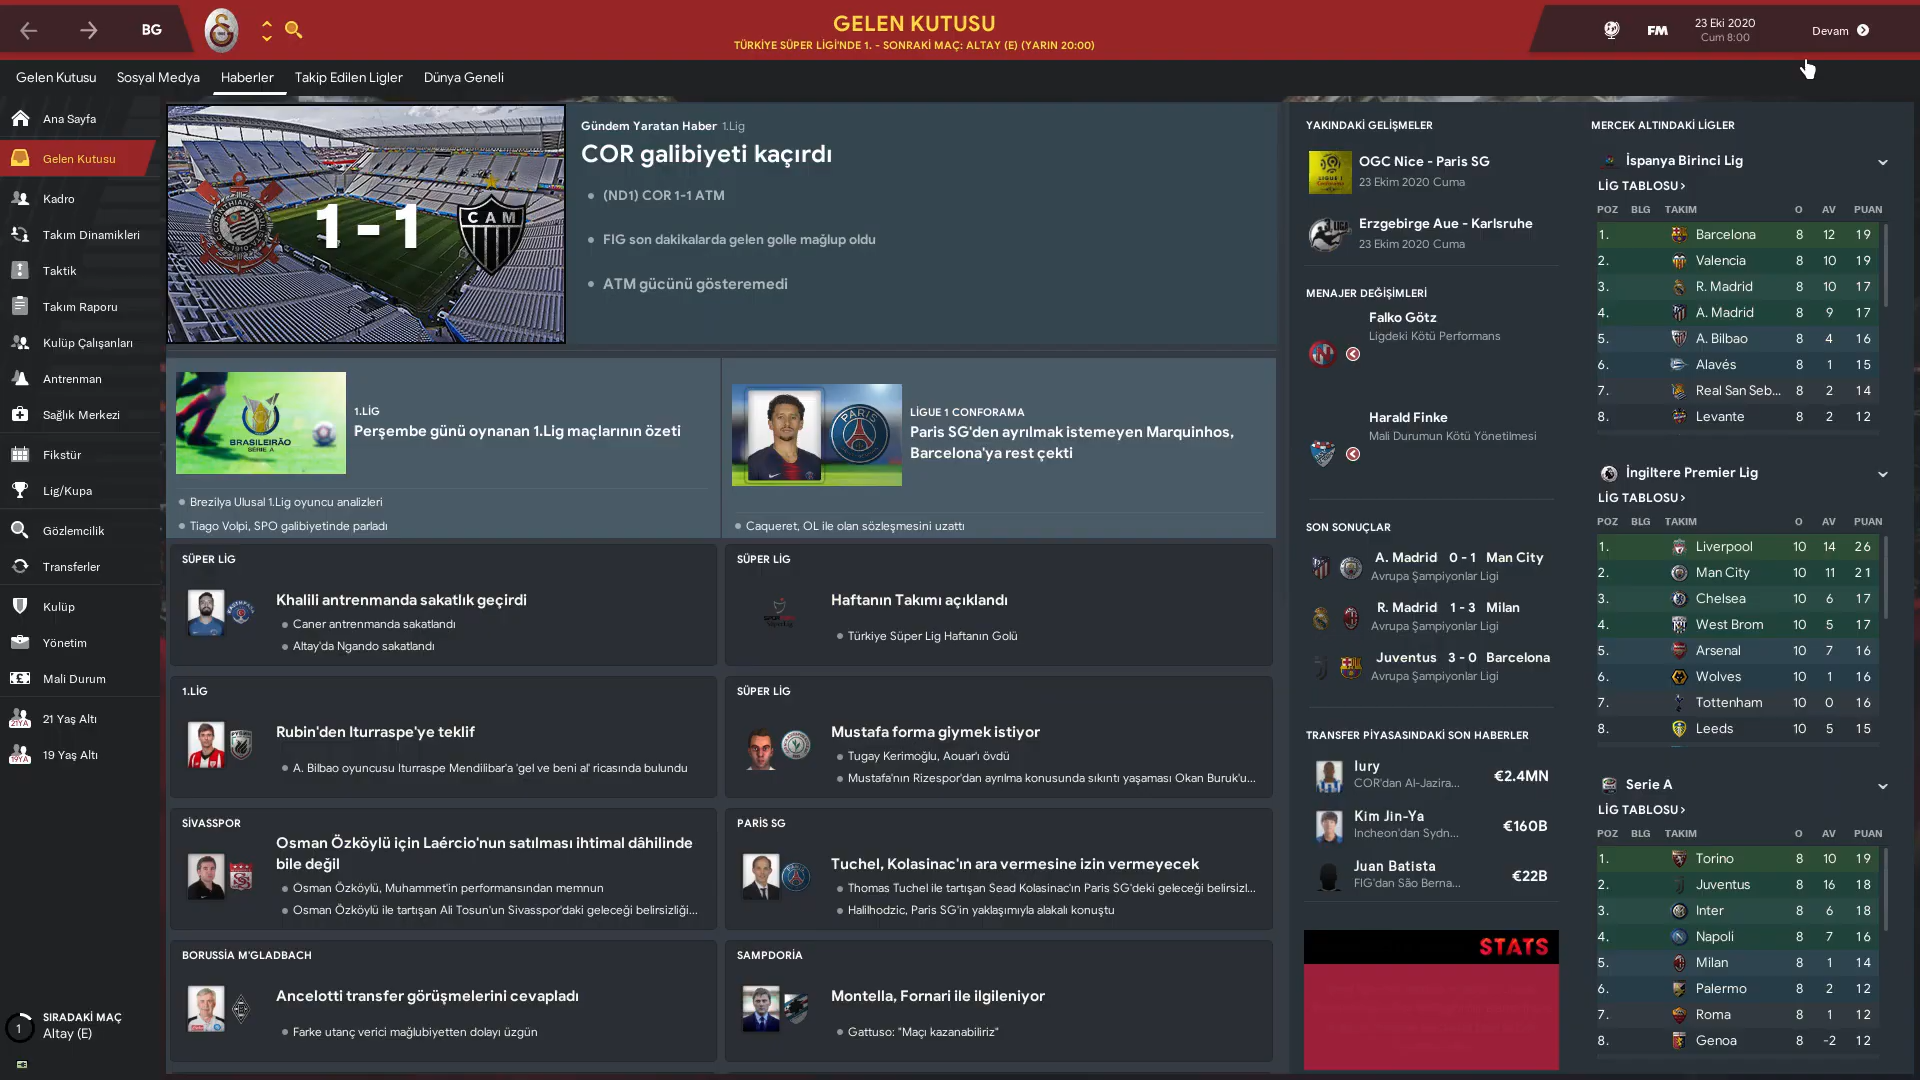 BG
GELEN KUTUSU
TÜRKİYE SÜPER LİGİ'NDE 1. - SONRAKİ MAÇ: ALTAY (E) (YARIN 20:00)
FM
23 Eki 2020
Cum 8:00
Devam
Gelen Kutusu
Sosyal Medya
Haberler
Takip Edilen Ligler
Dünya Geneli
Ana Sayfa
Gelen Kutusu
Kadro
Takım Dinamikleri
Taktik
Takım Raporu
Kulüp Çalışanları
Antrenman
Sağlık Merkezi
Fikstür
Lig/Kupa
Gözlemcilik
Transferler
Kulüp
Yönetim
Mali Durum
21YA
21 Yaş Altı
19YA
19 Yaş Altı
1
SIRADAKİ MAÇ
Altay (E)
1-1
CAM
Gündem Yaratan Haber 1.Lig
COR galibiyeti kaçırdı
(ND1) COR 1-1 ATM
FIG son dakikalarda gelen golle mağlup oldu
ATM gücünü gösteremedi
BRASILEIRÃO
SÉRIE A
1.LİG
Perşembe günü oynanan 1.Lig maçlarının özeti
Brezilya Ulusal 1.Lig oyuncu analizleri
Tiago Volpi, SPO galibiyetinde parladı
PARIS
LİGUE 1 CONFORAMA
Paris SG'den ayrılmak istemeyen Marquinhos,
Barcelona'ya rest çekti
Caqueret, OL ile olan sözleşmesini uzattı
SÜPER LİG
Khalili antrenmanda sakatlık geçirdi
Caner antrenmanda sakatlandı
Altay'da Ngando sakatlandı
SÜPER LİG
Haftanın Takımı açıklandı
Türkiye Süper Lig Haftanın Golü
1.LİG
Rubin'den Iturraspe'ye teklif
A. Bilbao oyuncusu Iturraspe Mendilibar'a 'gel ve beni al' ricasında bulundu
SÜPER LİG
Mustafa forma giymek istiyor
Tugay Kerimoğlu, Aouar'ı övdü
Mustafa'nın Rizespor'dan ayrılma konusunda sıkıntı yaşaması Okan Buruk'u...
SİVASSPOR
Osman Özköylü için Laércio'nun satılması ihtimal dâhilinde
bile değil
Osman Özköylü, Muhammet'in performansından memnun
Osman Özköylü ile tartışan Ali Tosun'un Sivasspor'daki geleceği belirsizliği...
PARİS SG
Tuchel, Kolasinac'ın ara vermesine izin vermeyecek
Thomas Tuchel ile tartışan Sead Kolasinac'ın Paris SG'deki geleceği belirsizl...
Halilhodzic, Paris SG'in yaklaşımıyla alakalı konuştu
BORUSSİA M'GLADBACH
Ancelotti transfer görüşmelerini cevapladı
Farke utanç verici mağlubiyetten dolayı üzgün
SAMPDORİA
Montella, Fornari ile ilgileniyor
Gattuso: "Maçı kazanabiliriz"
YAKINDAKİ GELİŞMELER
OGC Nice - Paris SG
23 Ekim 2020 Cuma
Erzgebirge Aue - Karlsruhe
23 Ekim 2020 Cuma
MENAJER DEĞİŞİMLERİ
Falko Götz
Ligdeki Kötü Performans
Harald Finke
Mali Durumun Kötü Yönetilmesi
SON SONUÇLAR
A. Madrid 0 - 1 Man City
Avrupa Şampiyonlar Ligi
R. Madrid 1 - 3 Milan
Avrupa Şampiyonlar Ligi
Juventus 3 - 0 Barcelona
Avrupa Şampiyonlar Ligi
TRANSFER PİYASASINDAKİ SON HABERLER
Iury
COR'dan Al-Jazira...
€2.4MN
Kim Jin-Ya
Incheon'dan Sydn...
€160B
Juan Batista
FIG'dan São Berna...
€22B
STATS
MERCEK ALTINDAKİ LİGLER
İspanya Birinci Lig
LİG TABLOSU>
POZ BLG TAKIM O AV PUAN
1. Barcelona 8 12 19
2. Valencia 8 10 19
3. R. Madrid 8 10 17
4. A. Madrid 8 9 17
5. A. Bilbao 8 4 16
6. Alavés 8 1 15
7. Real San Seb... 8 2 14
8. Levante 8 2 12
İngiltere Premier Lig
LİG TABLOSU>
POZ BLG TAKIM O AV PUAN
1. Liverpool 10 14 26
2. Man City 10 11 21
3. Chelsea 10 6 17
4. West Brom 10 5 17
5. Arsenal 10 7 16
6. Wolves 10 1 16
7. Tottenham 10 0 16
8. Leeds 10 5 15
Serie A
LİG TABLOSU>
POZ BLG TAKIM O AV PUAN
1. Torino 8 10 19
2. Juventus 8 16 18
3. Inter 8 6 18
4. Napoli 8 7 16
5. Milan 8 1 14
6. Palermo 8 2 12
7. Roma 8 1 12
8. Genoa 8 -2 12